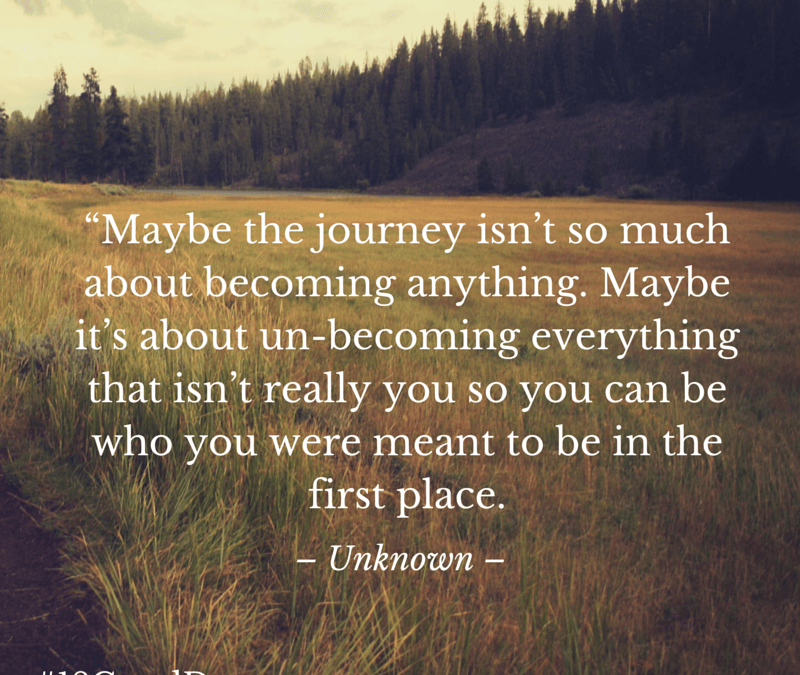 “Maybe the journey isn’t so much
about becoming anything. Maybe
it’s about un-becoming everything
that isn’t really you so you can be
who you were meant to be in the
first place.
– Unknown –